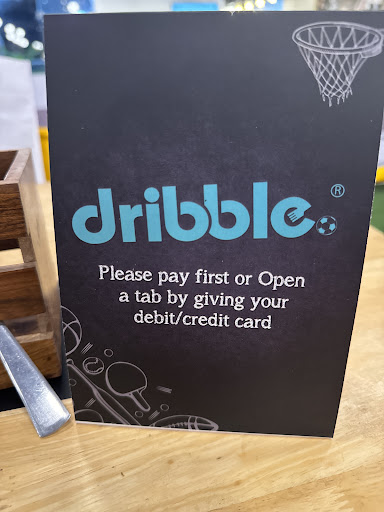 dribble®
Please pay first or Open
a tab by giving your
debit/credit card